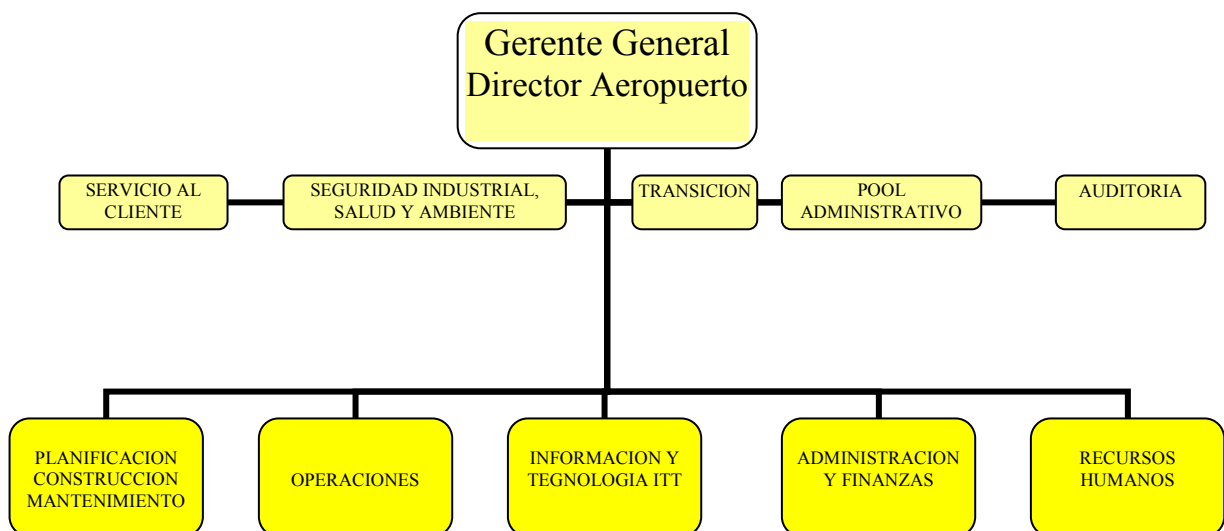 Gerente General
Director Aeropuerto
SERVICIO AL
CLIENTE
SEGURIDAD INDUSTRIAL,
SALUD Y AMBIENTE
TRANSICION
POOL
ADMINISTRATIVO
AUDITORIA
PLANIFICACION
CONSTRUCCION
MANTENIMIENTO
OPERACIONES
INFORMACION Y
TEGNOLOGIA ITT
ADMINISTRACION
Y FINANZAS
RECURSOS
HUMANOS